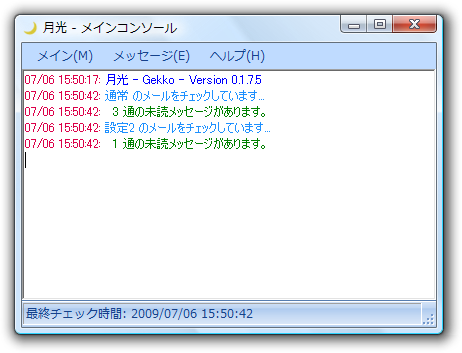 月光 - メインコンソール
メイン(M) メッセージ(E) ヘルプ(H)
07/06 15:50:17: 月光 - Gekko - Version 0.1.7.5
07/06 15:50:42: 通常 のメールをチェックしています...
07/06 15:50:42: 3 通の未読メッセージがあります。
07/06 15:50:42: 設定2 のメールをチェックしています...
07/06 15:50:42: 1 通の未読メッセージがあります。
最終チェック時間: 2009/07/06 15:50:42